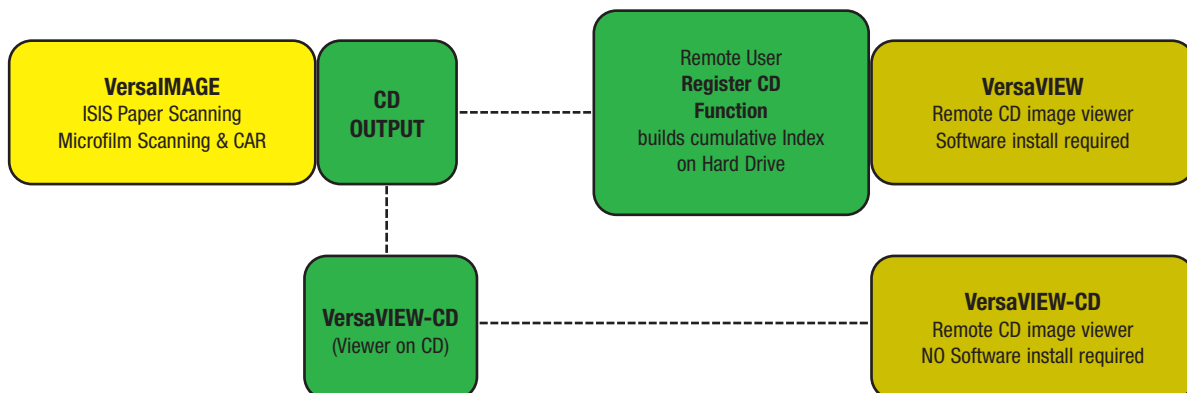 VersaIMAGE
ISIS Paper Scanning
Microfilm Scanning & CAR
CD
OUTPUT
Remote User
Register CD
Function
builds cumulative Index
on Hard Drive
VersaVIEW
Remote CD image viewer
Software install required
VersaVIEW-CD
(Viewer on CD)
VersaVIEW-CD
Remote CD image viewer
NO Software install required